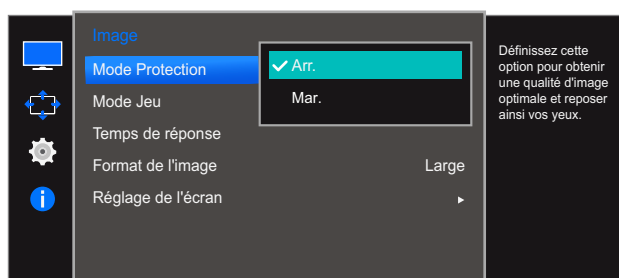 Image
Mode Protection
Arr.
Mar.
Mode Jeu
Temps de réponse
Format de l'image
Large
Réglage de l'écran
Définissez cette
option pour obtenir
une qualité d'image
optimale et reposer
ainsi vos yeux.